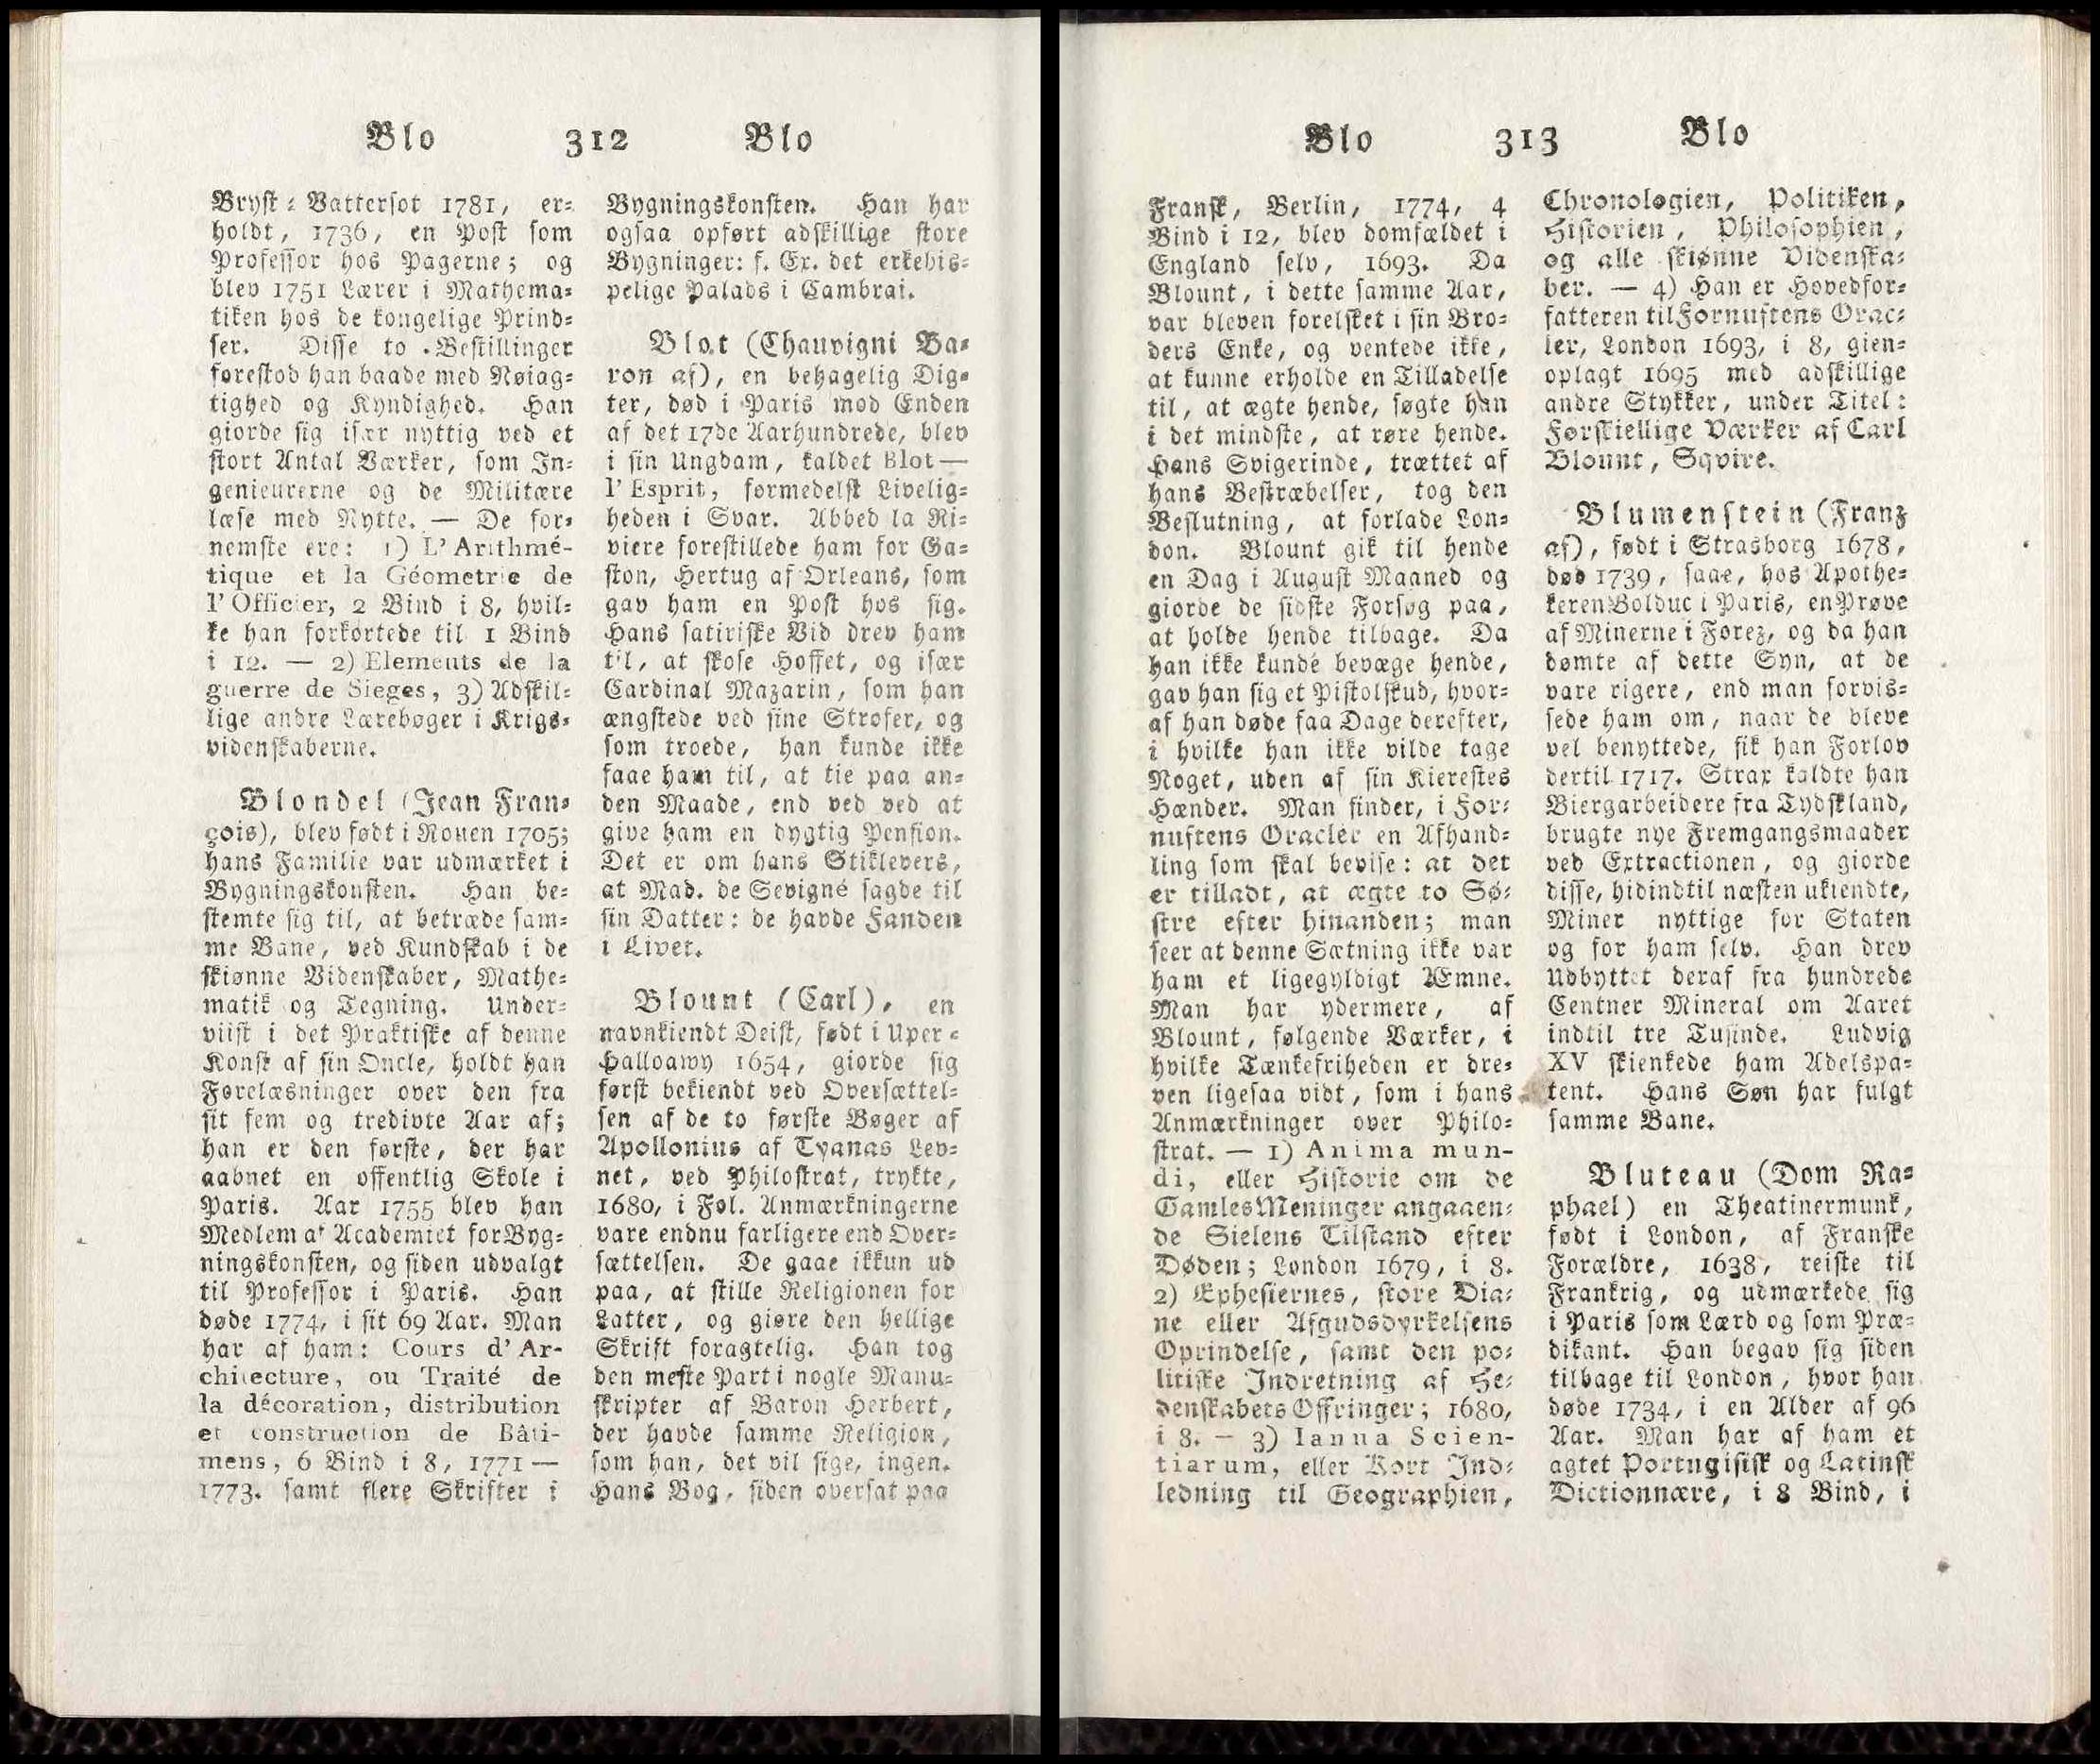 Blo 312 Blo
Bryst⸗Vattersot 1781, er⸗
holdt, 1736, en Post som
Professor hos Pagerne; og
blev 1751 Lærer i Mathema⸗
tiken hos de kongelige Prind⸗
ser. Disse to Bestillinger
forestod han baade med Nøiag⸗
tighed og Kyndighed. Han
giorde sig især nyttig ved et
stort Antal Værker, som In⸗
genieurerne og de Militære
læse med Nytte. — De for⸗
nemste ere: 1) L'Arithmé-
tique et la Géometrie de
l'Officier, 2 Bind i 8, hvil⸗
ke han forkortede til 1 Bind
i 12. — 2) Elements de la
guerre de Sieges, 3) Adskil⸗
lige andre Lærebøger i Krigs⸗
videnskaberne.
Blondel (Jean Fran⸗
çois), blev født i Rouen 1705;
hans Familie var udmærket i
Bygningskonsten. Han be⸗
stemte sig til, at betræde sam⸗
me Bane, ved Kundskab i de
skiønne Videnskaber, Mathe⸗
matik og Tegning. Under⸗
viist i det Praktiske af denne
Konst af sin Oncle, holdt han
Forelæsninger over den fra
sit fem og tredivte Aar af;
han er den første, der har
aabnet en offentlig Skole i
Paris. Aar 1755 blev han
Medlem af Academiet for Byg⸗
ningskonsten, og siden udvalgt
til Professor i Paris. Han
døde 1774, i sit 69 Aar. Man
har af ham: Cours d'Ar-
chitecture, ou Traité de
la décoration, distribution
et construction de Bâti-
mens, 6 Bind i 8, 1771 —
1773. samt flere Skrifter i
Bygningskonsten. Han har
ogsaa opført adskillige store
Bygninger: f. Ex. det erkebis⸗
pelige Palads i Cambrai.
Blot (Chauvigni Ba⸗
ron af), en behagelig Dig⸗
ter, død i Paris mod Enden
af det 17de Aarhundrede, blev
i sin Ungdam, kaldet Blot—
l'Esprit, formedelst Livelig⸗
heden i Svar. Abbed la Ri⸗
viere forestillede ham for Ga⸗
ston, Hertug af Orleans, som
gav ham en Post hos sig.
Hans satiriske Vid drev ham
til, at skose Hoffet, og især
Cardinal Mazarin, som han
ængstede ved sine Strofer, og
som troede, han kunde ikke
faae ham til, at tie paa an⸗
den Maade, end ved ved at
give ham en dygtig Pension.
Det er om hans Stiklevers,
at Mad. de Sevigné sagde til
sin Datter: de havde Fanden
i Livet.
Blount (Carl), en
navnkiendt Deist, født i Uper⸗
Halloawy 1654, giorde sig
først bekiendt ved Oversættel⸗
sen af de to første Bøger af
Apollonius af Tyanas Lev⸗
net, ved Philostrat, trykte,
1680, i Fol. Anmærkningerne
vare endnu farligere end Over⸗
sættelsen. De gaae ikkun ud
paa, at stille Religionen for
Latter, og giøre den hellige
Skrift foragtelig. Han tog
den meste Part i nogle Manu⸗
skripter af Baron Herbert,
der havde samme Religion,
som han, det vil sige, ingen.
Hans Bog, siden oversat paa
Blo 313 Blo
Fransk, Berlin, 1774, 4
Bind i 12, blev domfældet i
England selv, 1693. Da
Blount, i dette samme Aar,
var bleven forelsket i sin Bro⸗
ders Enke, og ventede ikke,
at kunne erholde en Tilladelse
til, at ægte hende, søgte han
i det mindste, at røre hende.
Hans Svigerinde, trættet af
hans Bestræbelser, tog den
Beslutning, at forlade Lon⸗
don. Blount gik til hende
en Dag i August Maaned og
giorde de sidste Forsøg paa,
at holde hende tilbage. Da
han ikke kunde bevæge hende,
gav han sig et Pistolskud, hvor⸗
af han døde faa Dage derefter,
i hvilke han ikke vilde tage
Noget, uden af sin Kierestes
Hænder. Man finder, i For⸗
nuftens Oracler en Afhand⸗
ling som skal bevise: at det
er tilladt, at ægte to Sø⸗
stre efter hinanden; man
seer at denne Sætning ikke var
ham et ligegyldigt Æmne.
Man har ydermere, af
Blount, følgende Værker, i
hvilke Tænkefriheden er dre⸗
ven ligesaa vidt, som i hans
Anmærkninger over Philo⸗
strat. — 1) Anima mun-
di, eller Historie om de
Gamles Meninger angaaen⸗
de Sielens Tilstand efter
Døden; London 1679, i 8.
2) Ephesiernes, store Dia⸗
ne eller Afgudsdyrkelsens
Oprindelse, samt den po⸗
litiske Indretning af He⸗
denskabets Offringer; 1680,
i 8. — 3) Ianua Scien-
tiarum, eller Kort Ind⸗
ledning til Geographien,
Chronologien, Politiken,
Historien, Philosophien,
og alle skiønne Videnska⸗
ber. — 4) Han er Hovedfor⸗
fatteren til Fornuftens Orac⸗
ler, London 1693, i 8, gien⸗
oplagt 1695 med adskillige
andre Stykker, under Titel:
Forskiellige Værker af Carl
Blount, Sqvire.
Blumenstein (Franz
af), født i Strasborg 1678,
død 1739, saae, hos Apothe⸗
keren Bolduc i Paris, en Prøve
af Minerne i Forez, og da han
dømte af dette Syn, at de
vare rigere, end man forvis⸗
sede ham om, naar de bleve
vel benyttede, fik han Forlov
dertil 1717. Strax kaldte han
Biergarbeidere fra Tydskland,
brugte nye Fremgangsmaader
ved Extractionen, og giorde
disse, hidindtil næsten ukiendte,
Miner nyttige for Staten
og for ham selv. Han drev
Udbyttet deraf fra hundrede
Centner Mineral om Aaret
indtil tre Tusinde. Ludvig
XV skienkede ham Adelspa⸗
tent. Hans Søn har fulgt
samme Bane.
Bluteau (Dom Ra⸗
phael) en Theatinermunk,
født i London, af Franske
Forældre, 1638, reiste til
Frankrig, og udmærkede sig
i Paris som Lærd og som Præ⸗
dikant. Han begav sig siden
tilbage til London, hvor han
døde 1734, i en Alder af 96
Aar. Man har af ham et
agtet Portugisisk og Latinsk
Dictionnære, i 8 Bind, i